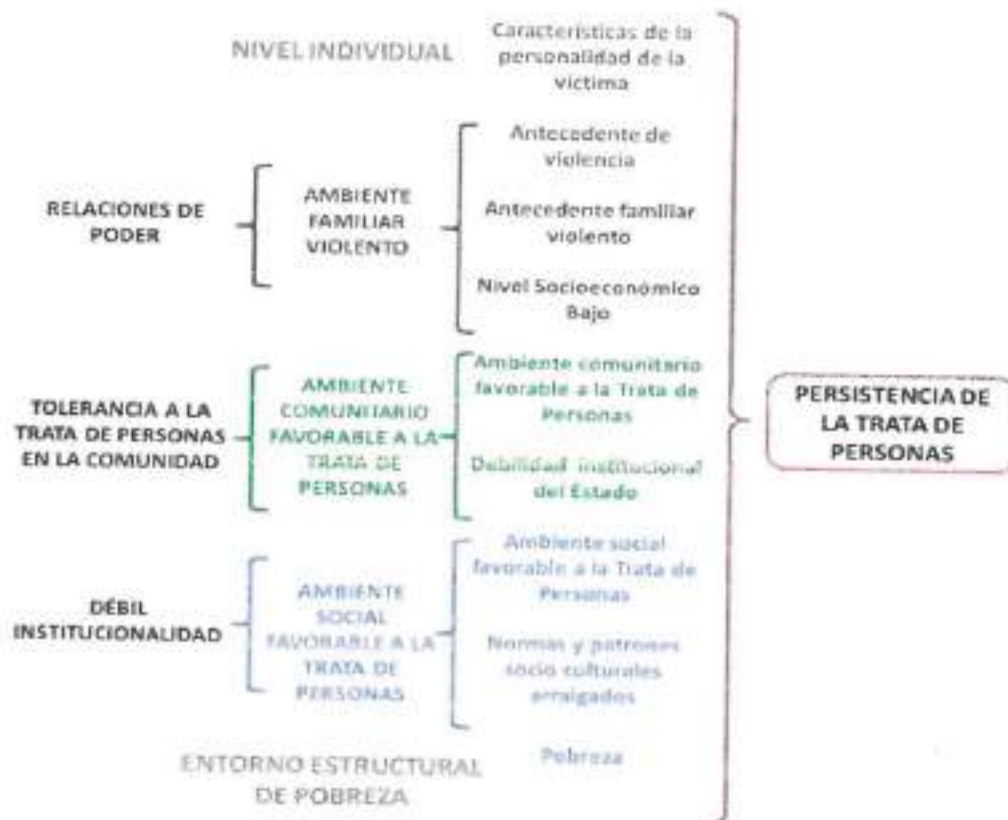 NIVEL INDIVIDUAL
Características de la
personalidad de la
víctima
RELACIONES DE
PODER
AMBIENTE
FAMILIAR
VIOLENTO
Antecedente de
violencia
Antecedente familiar
violento
Nivel Socioeconómico
Bajo
TOLERANCIA A LA
TRATA DE PERSONAS
EN LA COMUNIDAD
AMBIENTE
COMUNITARIO
FAVORABLE A LA
TRATA DE
PERSONAS
Ambiente comunitario
favorable a la Trata de
Personas
Debilidad institucional
del Estado
DÉBIL
INSTITUCIONALIDAD
AMBIENTE
SOCIAL
FAVORABLE A LA
TRATA DE
PERSONAS
Ambiente social
favorable a la Trata de
Personas
Normas y patrones
socio culturales
arraigados
ENTORNO ESTRUCTURAL
DE POBREZA
Pobreza
PERSISTENCIA DE
LA TRATA DE
PERSONAS